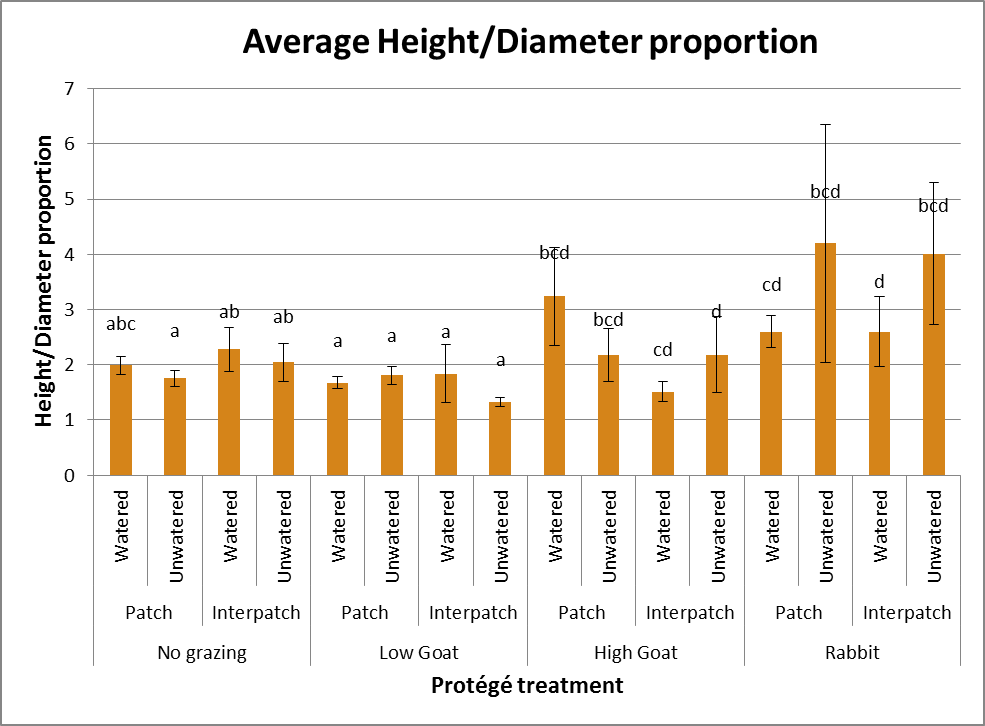 Average Height/Diameter proportion
Height/Diameter proportion
7
6
5
4
3
2
1
0
abc
a
ab
ab
a
a
a
a
bcd
bcd
cd
d
cd
bcd
d
bcd
Watered
Unwatered
Watered
Unwatered
Watered
Unwatered
Watered
Unwatered
Watered
Unwatered
Watered
Unwatered
Watered
Unwatered
Watered
Unwatered
Patch Interpatch Patch Interpatch Patch Interpatch Patch Interpatch
No grazing Low Goat High Goat Rabbit
Protégé treatment